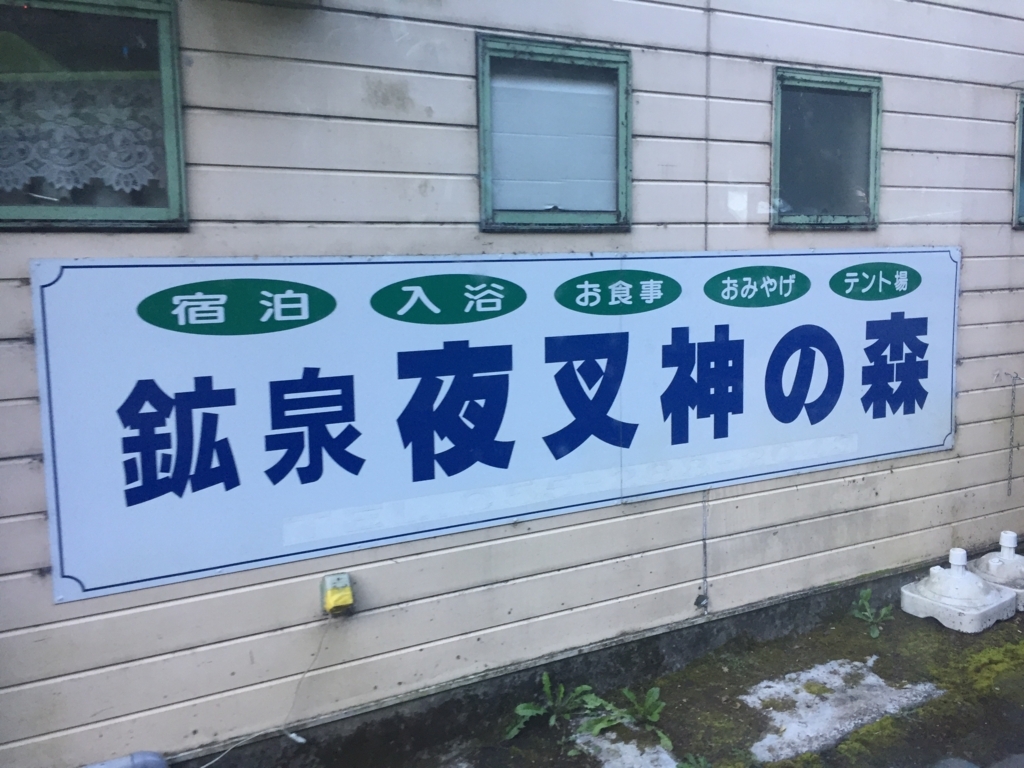 宿泊 入浴 お食事 おみやげ テント場
鉱泉夜叉神の森